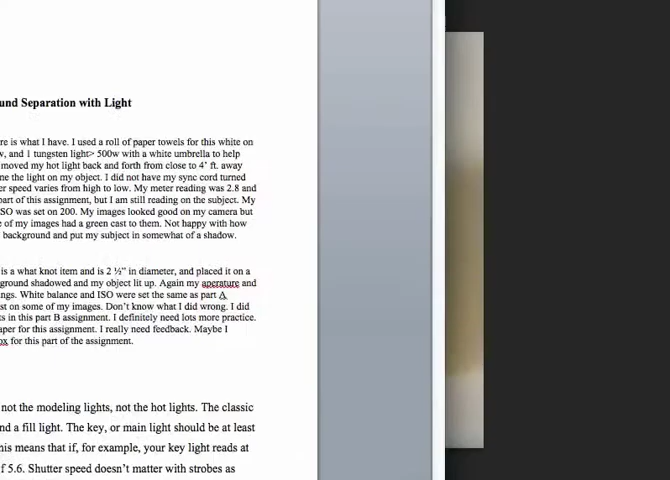 und Separation with Light
re is what I have. I used a roll of paper towels for this white on
v, and 1 tungsten light> 500w with a white umbrella to help
moved my hot light back and forth from close to 4' ft. away
ne the light on my object. I did not have my sync cord turned
er speed varies from high to low. My meter reading was 2.8 and
part of this assignment, but I am still reading on the subject. My
ISO was set on 200. My images looked good on my camera but
e of my images had a green cast to them. Not happy with how
background and put my subject in somewhat of a shadow.
is a what knot item and is 2 ½” in diameter, and placed it on a
ground shadowed and my object lit up. Again my aperature and
ngs. White balance and ISO were set the same as part A.
st on some of my images. Don’t know what I did wrong. I did
ts in this part B assignment. I definitely need lots more practice.
aper for this assignment. I really need feedback. Maybe I
ox for this part of the assignment.
not the modeling lights, not the hot lights. The classic
nd a fill light. The key, or main light should be at least
his means that if, for example, your key light reads at
f 5.6. Shutter speed doesn’t matter with strobes as